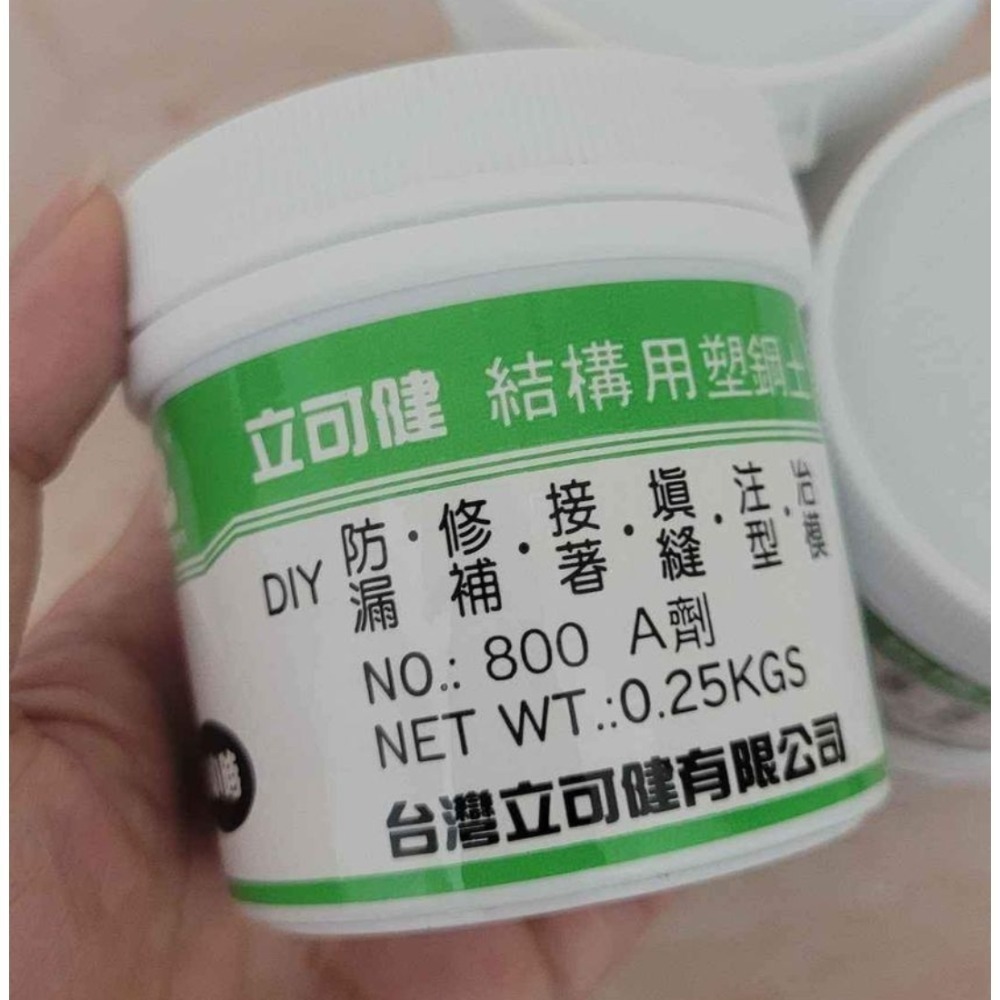 立可健 結構用塑鋼土
DIY 防漏・修補・接著・填縫・注型・治模
NO.: 800 A劑
NET WT.:0.25KGS
台灣立可健有限公司